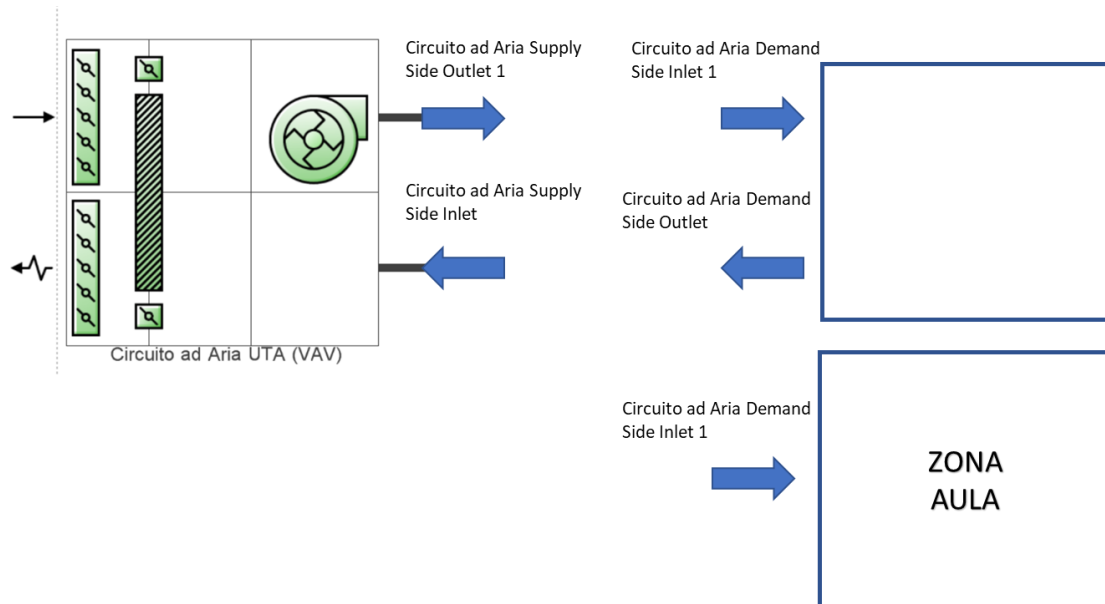 Circuito ad Aria Supply
Side Outlet 1
Circuito ad Aria Demand
Side Inlet 1
Circuito ad Aria Supply
Side Inlet
Circuito ad Aria Demand
Side Outlet
Circuito ad Aria UTA (VAV)
Circuito ad Aria Demand
Side Inlet 1
ZONA
AULA